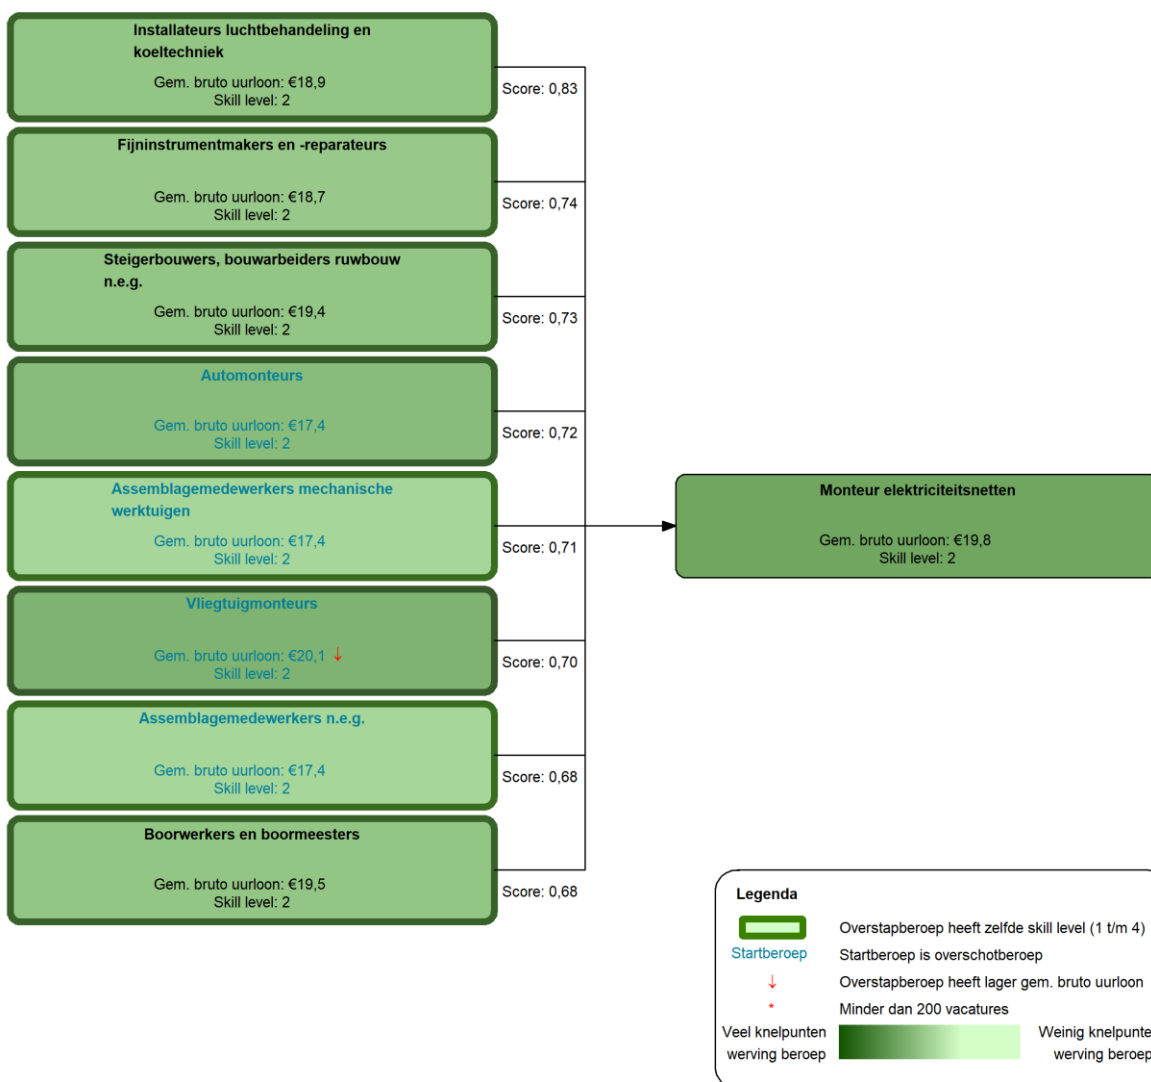 Installateurs luchtbehandeling en
koeltechniek
Gem. bruto uurloon: €18,9
Skill level: 2
Score: 0,83
Fijninstrumentmakers en -reparateurs
Gem. bruto uurloon: €18,7
Skill level: 2
Score: 0,74
Steigerbouwers, bouwarbeiders ruwbouw
n.e.g.
Gem. bruto uurloon: €19,4
Skill level: 2
Score: 0,73
Automonteurs
Gem. bruto uurloon: €17,4
Skill level: 2
Score: 0,72
Assemblagemedewerkers mechanische
werktuigen
Gem. bruto uurloon: €17,4
Skill level: 2
Score: 0,71
Monteur elektriciteitsnetten
Gem. bruto uurloon: €19,8
Skill level: 2
Vliegtuigmonteurs
Gem. bruto uurloon: €20,1 ↓
Skill level: 2
Score: 0,70
Assemblagemedewerkers n.e.g.
Gem. bruto uurloon: €17,4
Skill level: 2
Score: 0,68
Boorwerkers en boormeesters
Gem. bruto uurloon: €19,5
Skill level: 2
Score: 0,68
Legenda
Overstapberoep heeft zelfde skill level (1 t/m 4)
Startberoep Startberoep is overschotberoep
↓ Overstapberoep heeft lager gem. bruto uurloon
* Minder dan 200 vacatures
Veel knelpunten Weinig knelpunte
werving beroep werving beroep